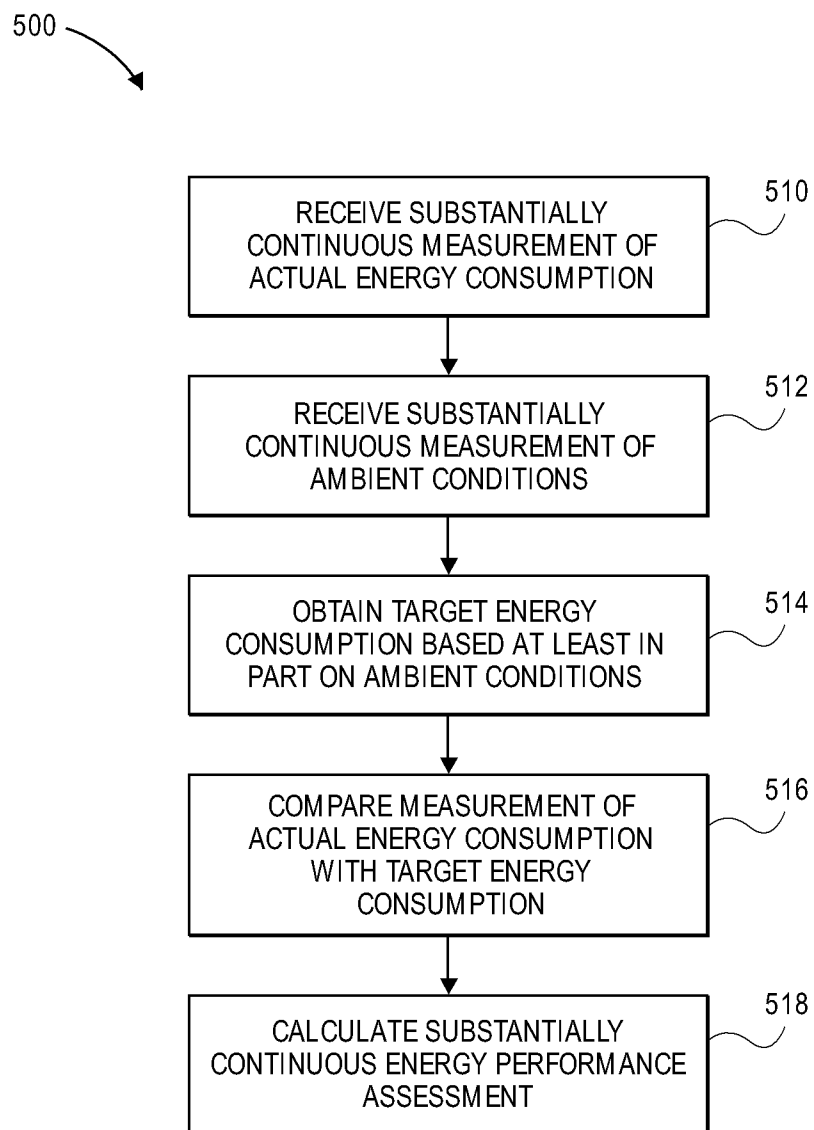 500
510
RECEIVE SUBSTANTIALLY
CONTINUOUS MEASUREMENT OF
ACTUAL ENERGY CONSUMPTION
512
RECEIVE SUBSTANTIALLY
CONTINUOUS MEASUREMENT OF
AMBIENT CONDITIONS
514
OBTAIN TARGET ENERGY
CONSUMPTION BASED AT LEAST IN
PART ON AMBIENT CONDITIONS
516
COMPARE MEASUREMENT OF
ACTUAL ENERGY CONSUMPTION
WITH TARGET ENERGY
CONSUMPTION
518
CALCULATE SUBSTANTIALLY
CONTINUOUS ENERGY PERFORMANCE
ASSESSMENT